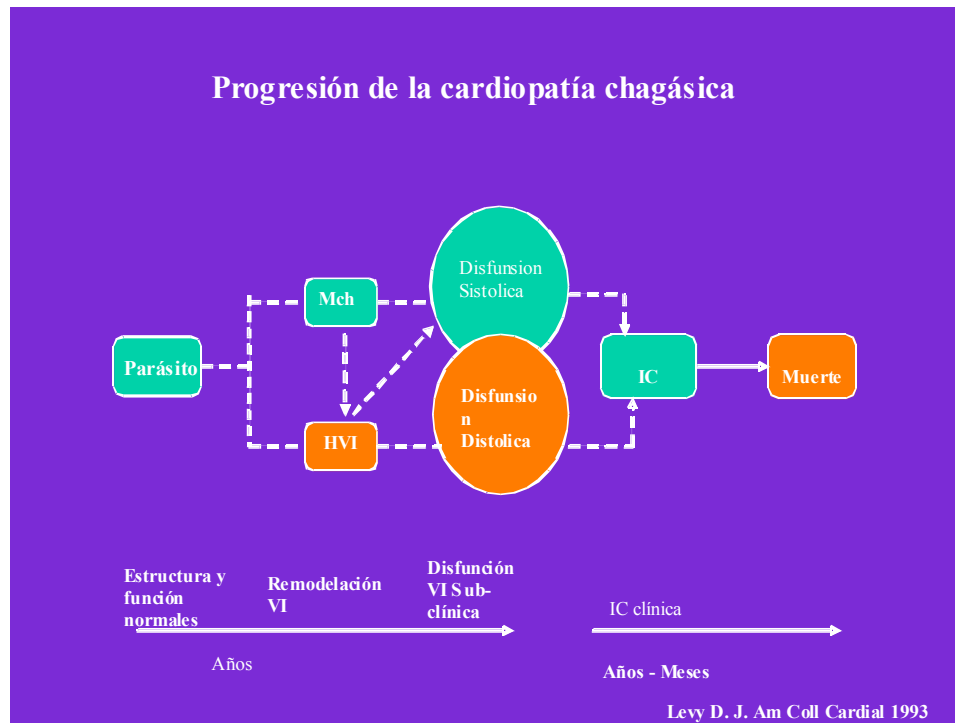 Progresión de la cardiopatía chagásica
Disfunsion
Sistolica
Mch
Parásito
IC
Muerte
Disfunsio
n
Distolica
HVI
Estructura y
función
normales
Remodelación
VI
Disfunción
VI Sub-
clínica
IC clínica
Años
Años - Meses
Levy D. J. Am Coll Cardial 1993